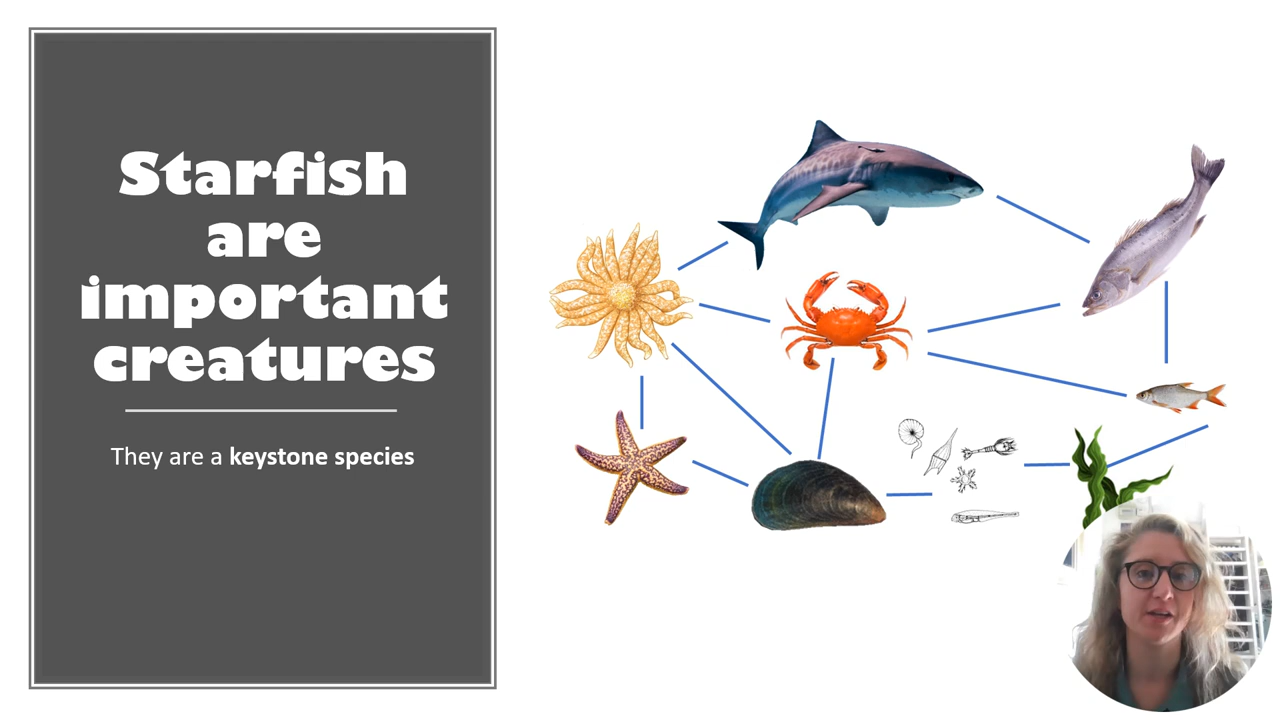 Starfish
are
important
creatures
They are a keystone species